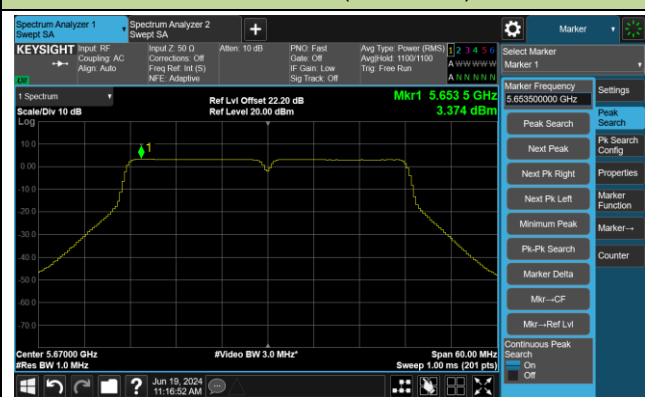 Spectrum Analyzer 1
Swept SA
Spectrum Analyzer 2
Swept SA
+
Marker
KEYSIGHT
Input: RF
Coupling: AC
Align: Auto
Input Z: 50 Ω
Corrections: Off
Freq Ref: Int (S)
NFE: Adaptive
Atten: 10 dB
PNO: Fast
Gate: Off
IF Gain: Low
Sig Track: Off
Avg Type: Power (RMS)
Avg|Hold: 1100/1100
Trig: Free Run
1 2 3 4 5 6
A W W W W W
A N N N N N
Select Marker
Marker 1
1 Spectrum
Scale/Div 10 dB
Log
Ref Lvl Offset 22.20 dB
Ref Level 20.00 dBm
Mkr1 5.653 5 GHz
3.374 dBm
1
10.0
0.00
-10.0
-20.0
-30.0
-40.0
-50.0
-60.0
-70.0
Center 5.67000 GHz
#Res BW 1.0 MHz
#Video BW 3.0 MHz*
Span 60.00 MHz
Sweep 1.00 ms (201 pts)
Marker Frequency
5.653500000 GHz
Peak Search
Next Peak
Next Pk Right
Next Pk Left
Minimum Peak
Pk-Pk Search
Marker Delta
Mkr→CF
Mkr→Ref Lvl
Continuous Peak
Search
On
Off
Settings
Peak
Search
Pk Search
Config
Properties
Marker
Function
Marker→
Counter
?
Jun 19, 2024
11:16:52 AM